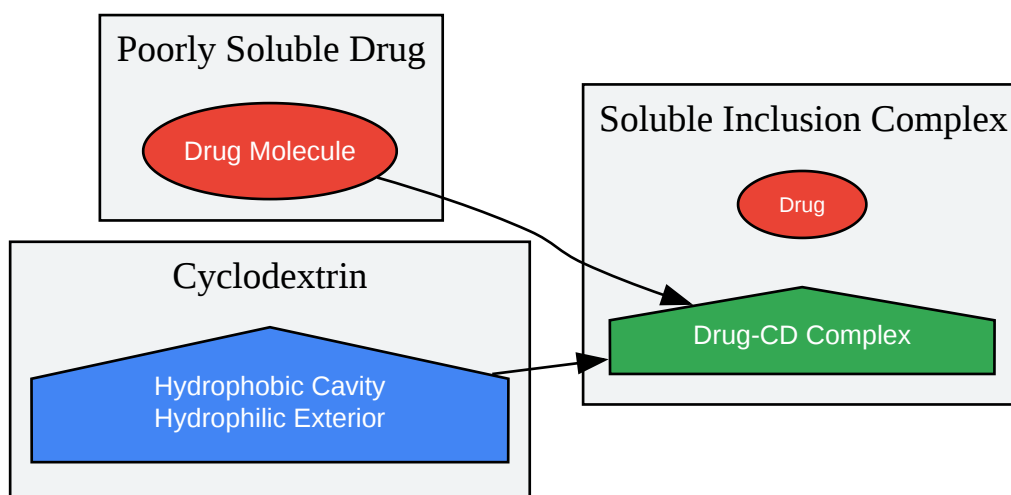 Poorly Soluble Drug
Drug Molecule
Cyclodextrin
Hydrophobic Cavity
Hydrophilic Exterior
Soluble Inclusion Complex
Drug
Drug-CD Complex